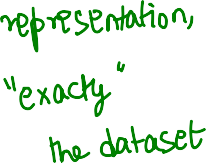 representation,
"exacty"
the dataset